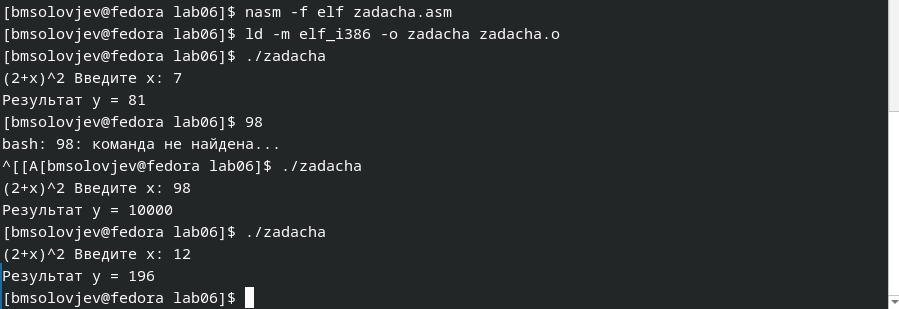 [bmsolovjev@fedora lab06]$ nasm -f elf zadacha.asm
[bmsolovjev@fedora lab06]$ ld -m elf_i386 -o zadacha zadacha.o
[bmsolovjev@fedora lab06]$ ./zadacha
(2+x)^2 Введите x: 7
Результат y = 81
[bmsolovjev@fedora lab06]$ 98
bash: 98: команда не найдена...
^[[A[bmsolovjev@fedora lab06]$ ./zadacha
(2+x)^2 Введите x: 98
Результат y = 10000
[bmsolovjev@fedora lab06]$ ./zadacha
(2+x)^2 Введите x: 12
Результат y = 196
[bmsolovjev@fedora lab06]$